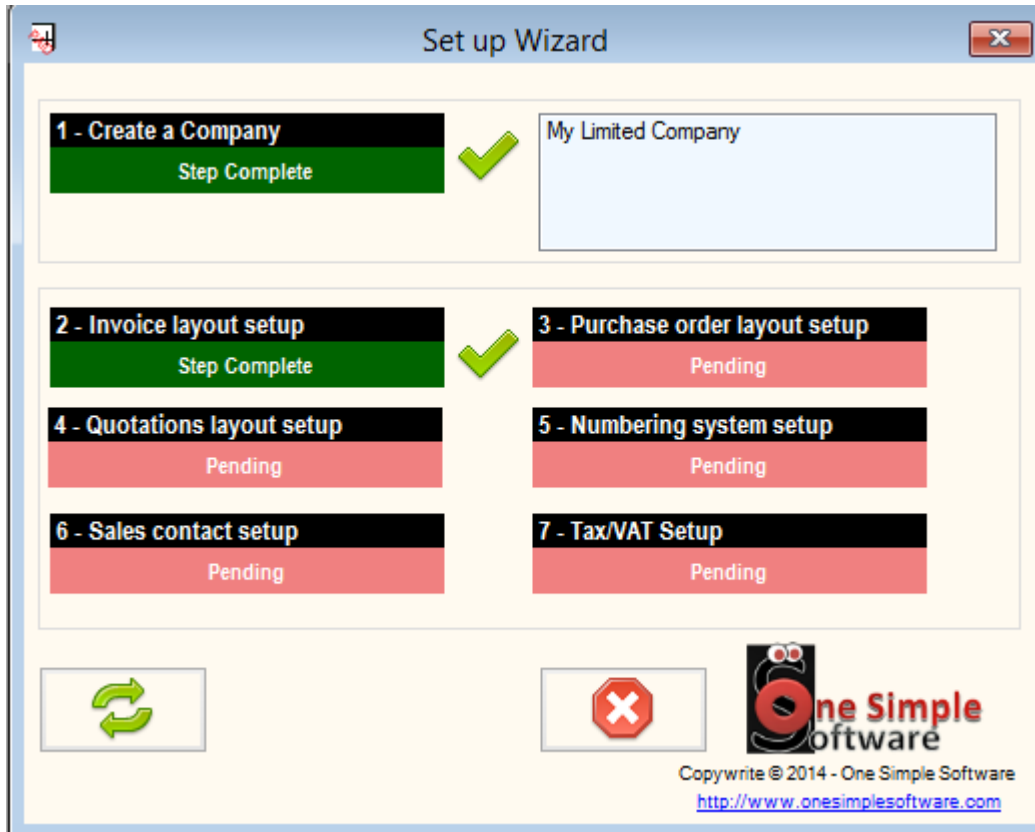 Set up Wizard
1 - Create a Company
Step Complete
My Limited Company
2 - Invoice layout setup
Step Complete
3 - Purchase order layout setup
Pending
4 - Quotations layout setup
Pending
5 - Numbering system setup
Pending
6 - Sales contact setup
Pending
7 - Tax/VAT Setup
Pending
One Simple
Software
Copywrite © 2014 - One Simple Software
http://www.onesimplesoftware.com